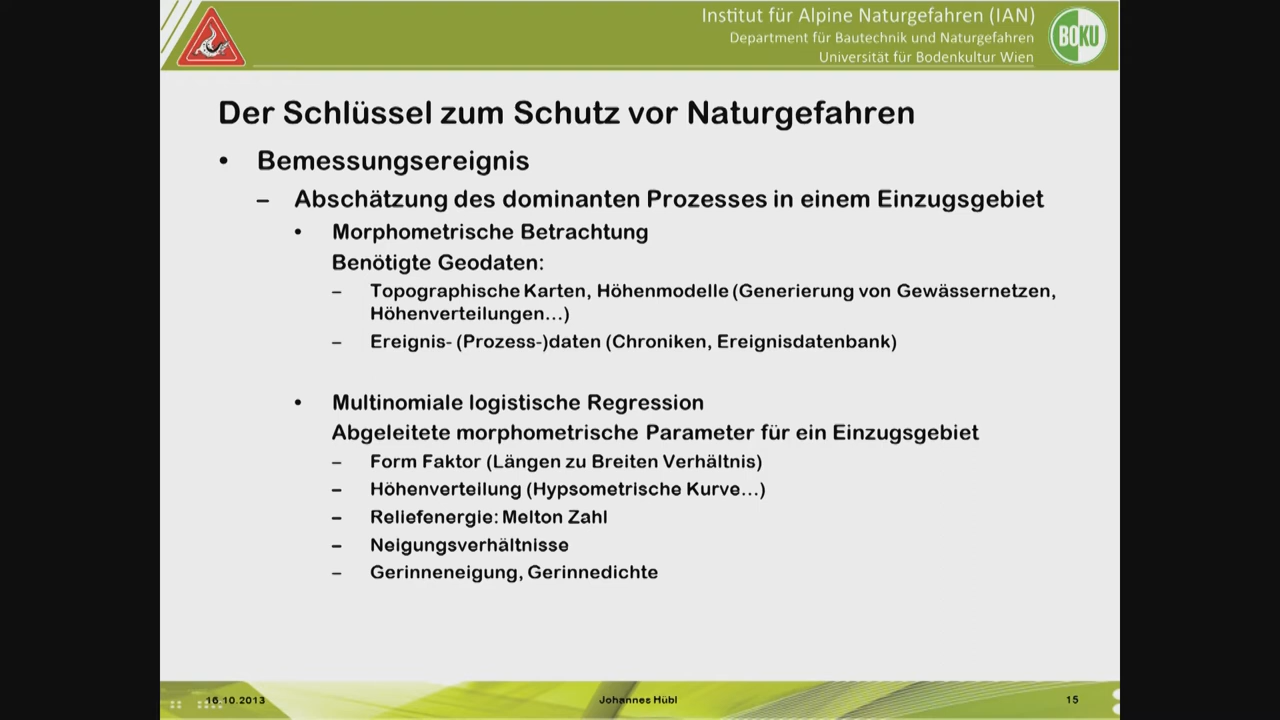 Institut für Alpine Naturgefahren (IAN)
Department für Bautechnik und Naturgefahren
Universität für Bodenkultur Wien
BOKU
Der Schlüssel zum Schutz vor Naturgefahren
• Bemessungsereignis
– Abschätzung des dominanten Prozesses in einem Einzugsgebiet
• Morphometrische Betrachtung
Benötigte Geodaten:
– Topographische Karten, Höhenmodelle (Generierung von Gewässernetzen,
Höhenverteilungen…)
– Ereignis- (Prozess-)daten (Chroniken, Ereignisdatenbank)
• Multinomiale logistische Regression
Abgeleitete morphometrische Parameter für ein Einzugsgebiet
– Form Faktor (Längen zu Breiten Verhältnis)
– Höhenverteilung (Hypsometrische Kurve…)
– Reliefenergie: Melton Zahl
– Neigungsverhältnisse
– Gerinneneigung, Gerinnedichte
16.10.2013
Johannes Hübl
15